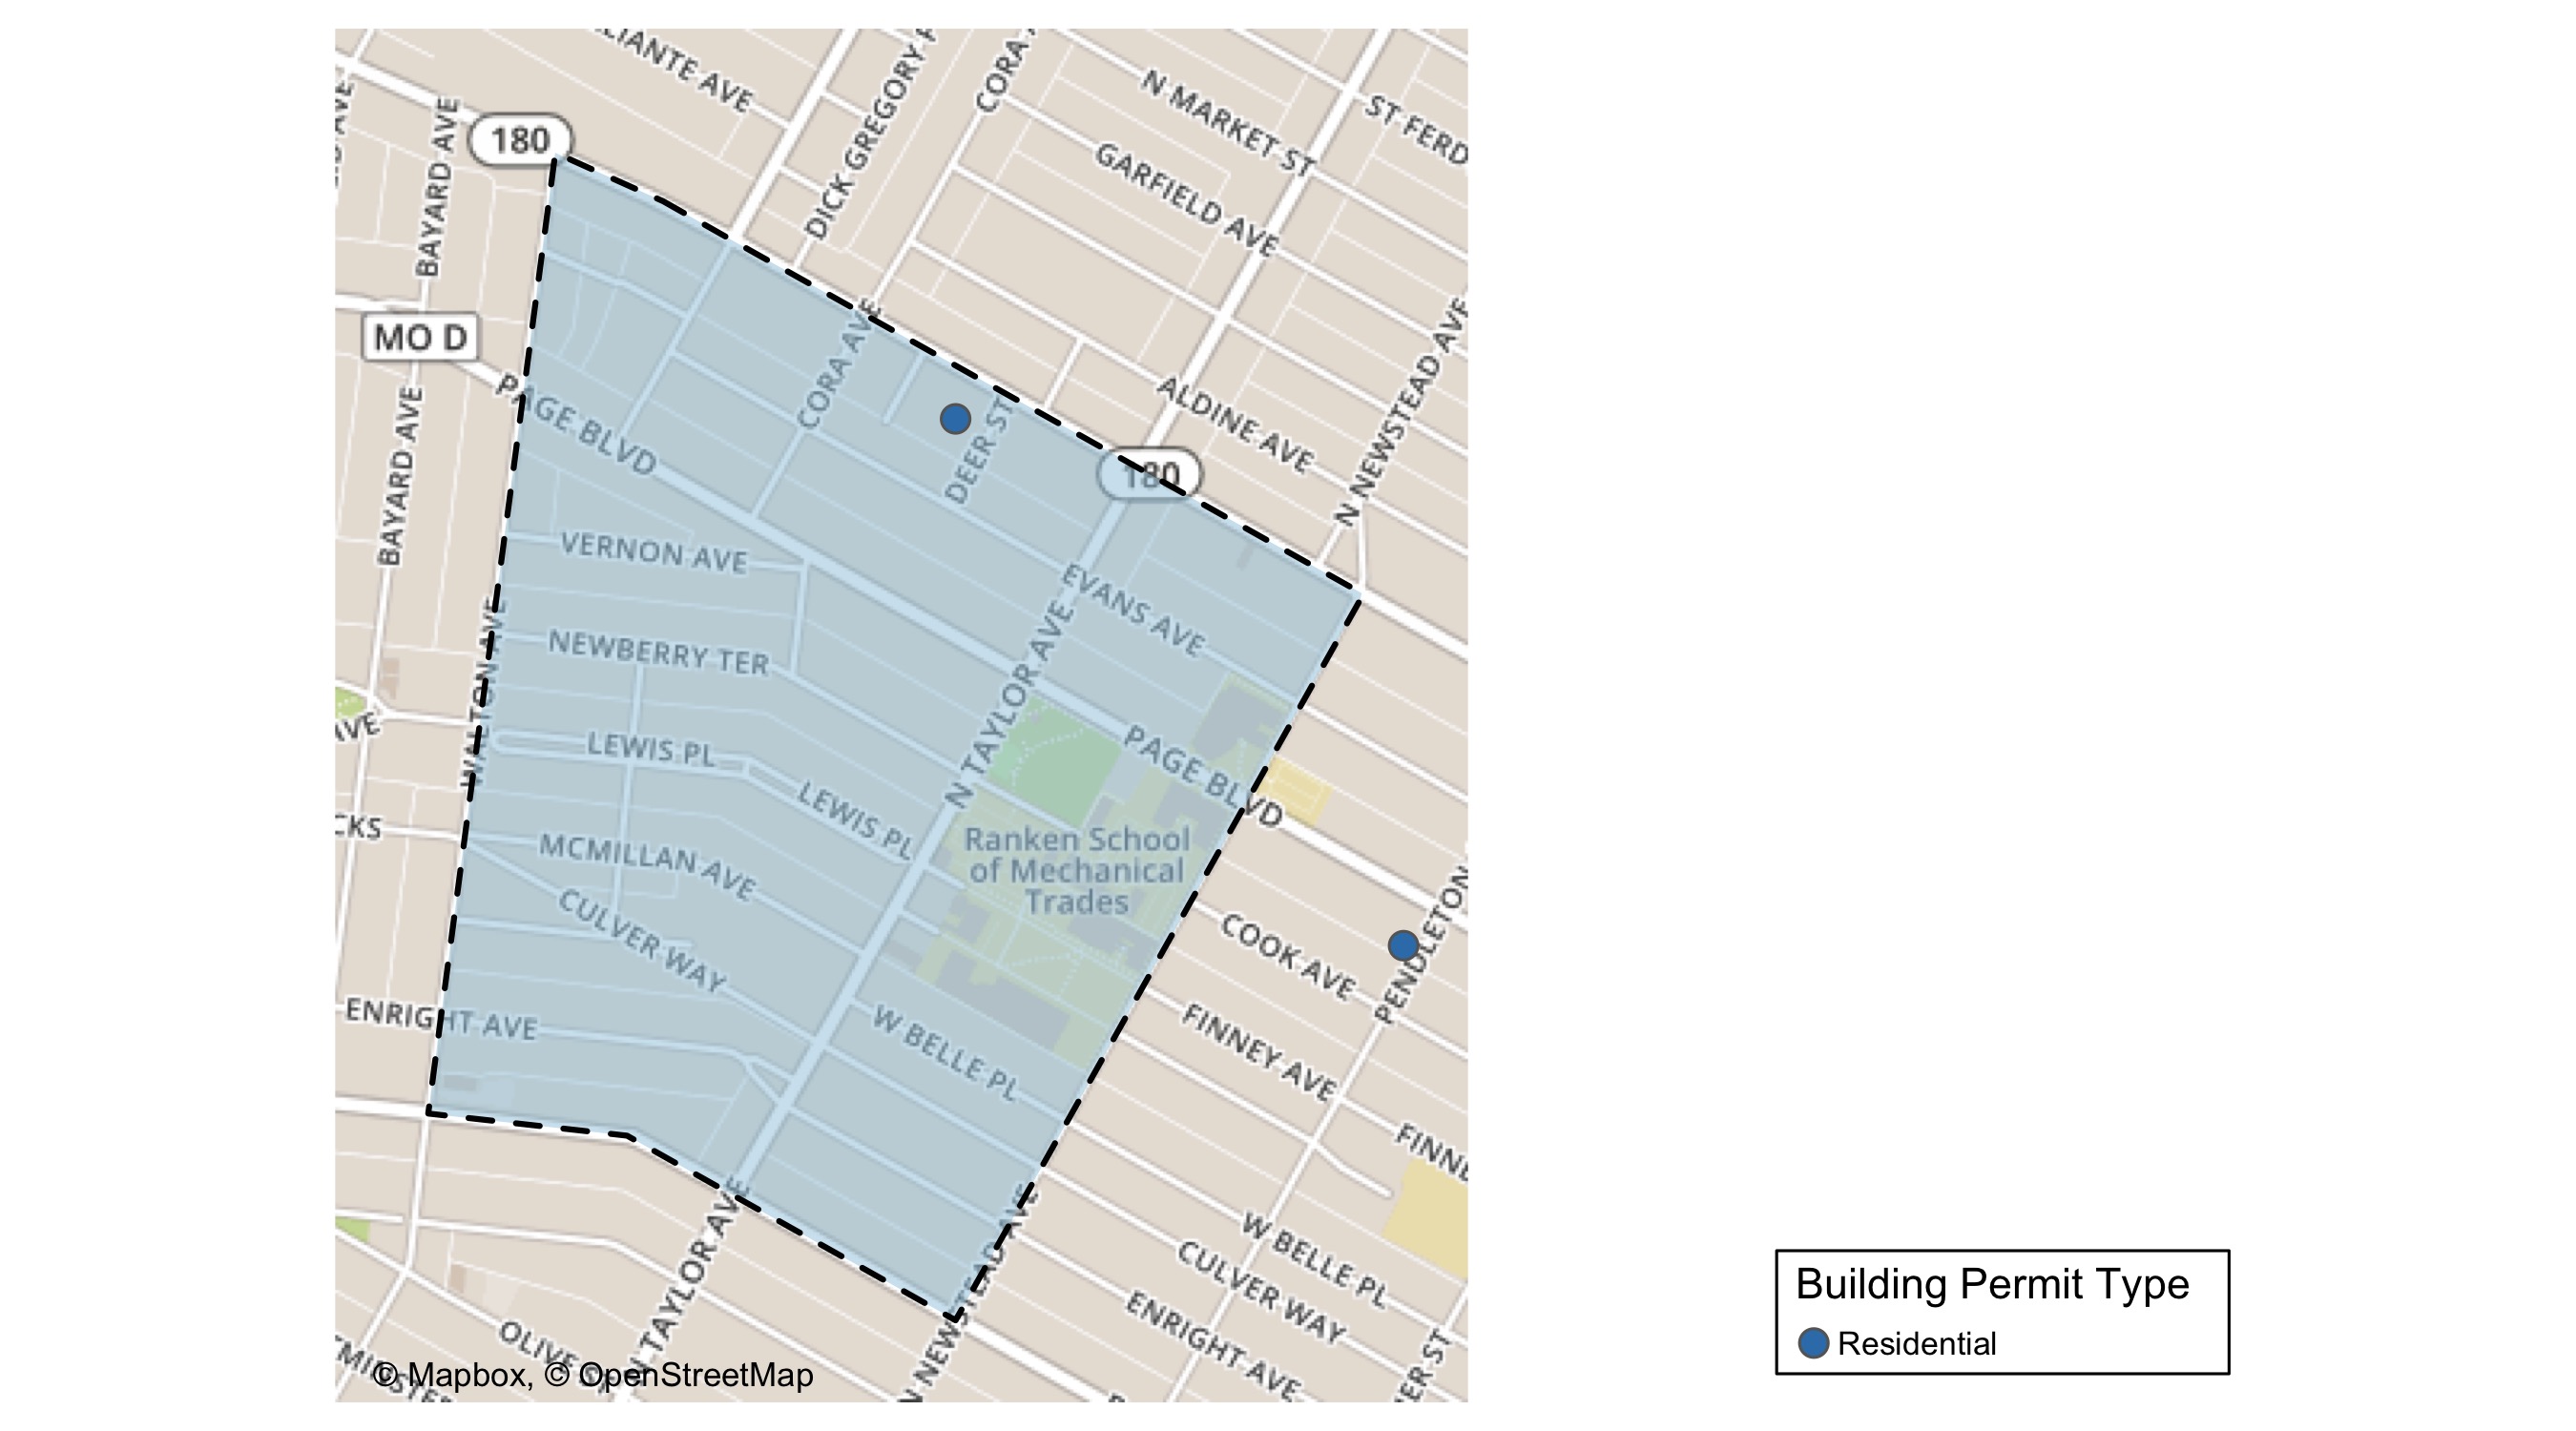 N MARKET ST
ST FERD
GARFIELD AVE
DICK GREGORY
CORA
BAYARD AVE
180
MO D
PAGE BLVD
CORA AVE
DEER ST
180
ALDINE AVE
N NEWSTEAD AVE
BAYARD AVE
VERNON AVE
EVANS AVE
NEWBERRY TER
N TAYLOR AVE
WALTON AVE
AVE
LEWIS PL
LEWIS PL
PAGE BLVD
CKS
MCMILLAN AVE
Ranken School
of Mechanical
Trades
CULVER WAY
COOK AVE
PENDLETON
ENRIGHT AVE
W BELLE PL
FINNEY AVE
FINNE
N TAYLOR AVE
N NEWSTEAD AVE
W BELLE PL
CULVER WAY
ENRIGHT AVE
OLIVE
ER ST
© Mapbox, © OpenStreetMap
Building Permit Type
Residential